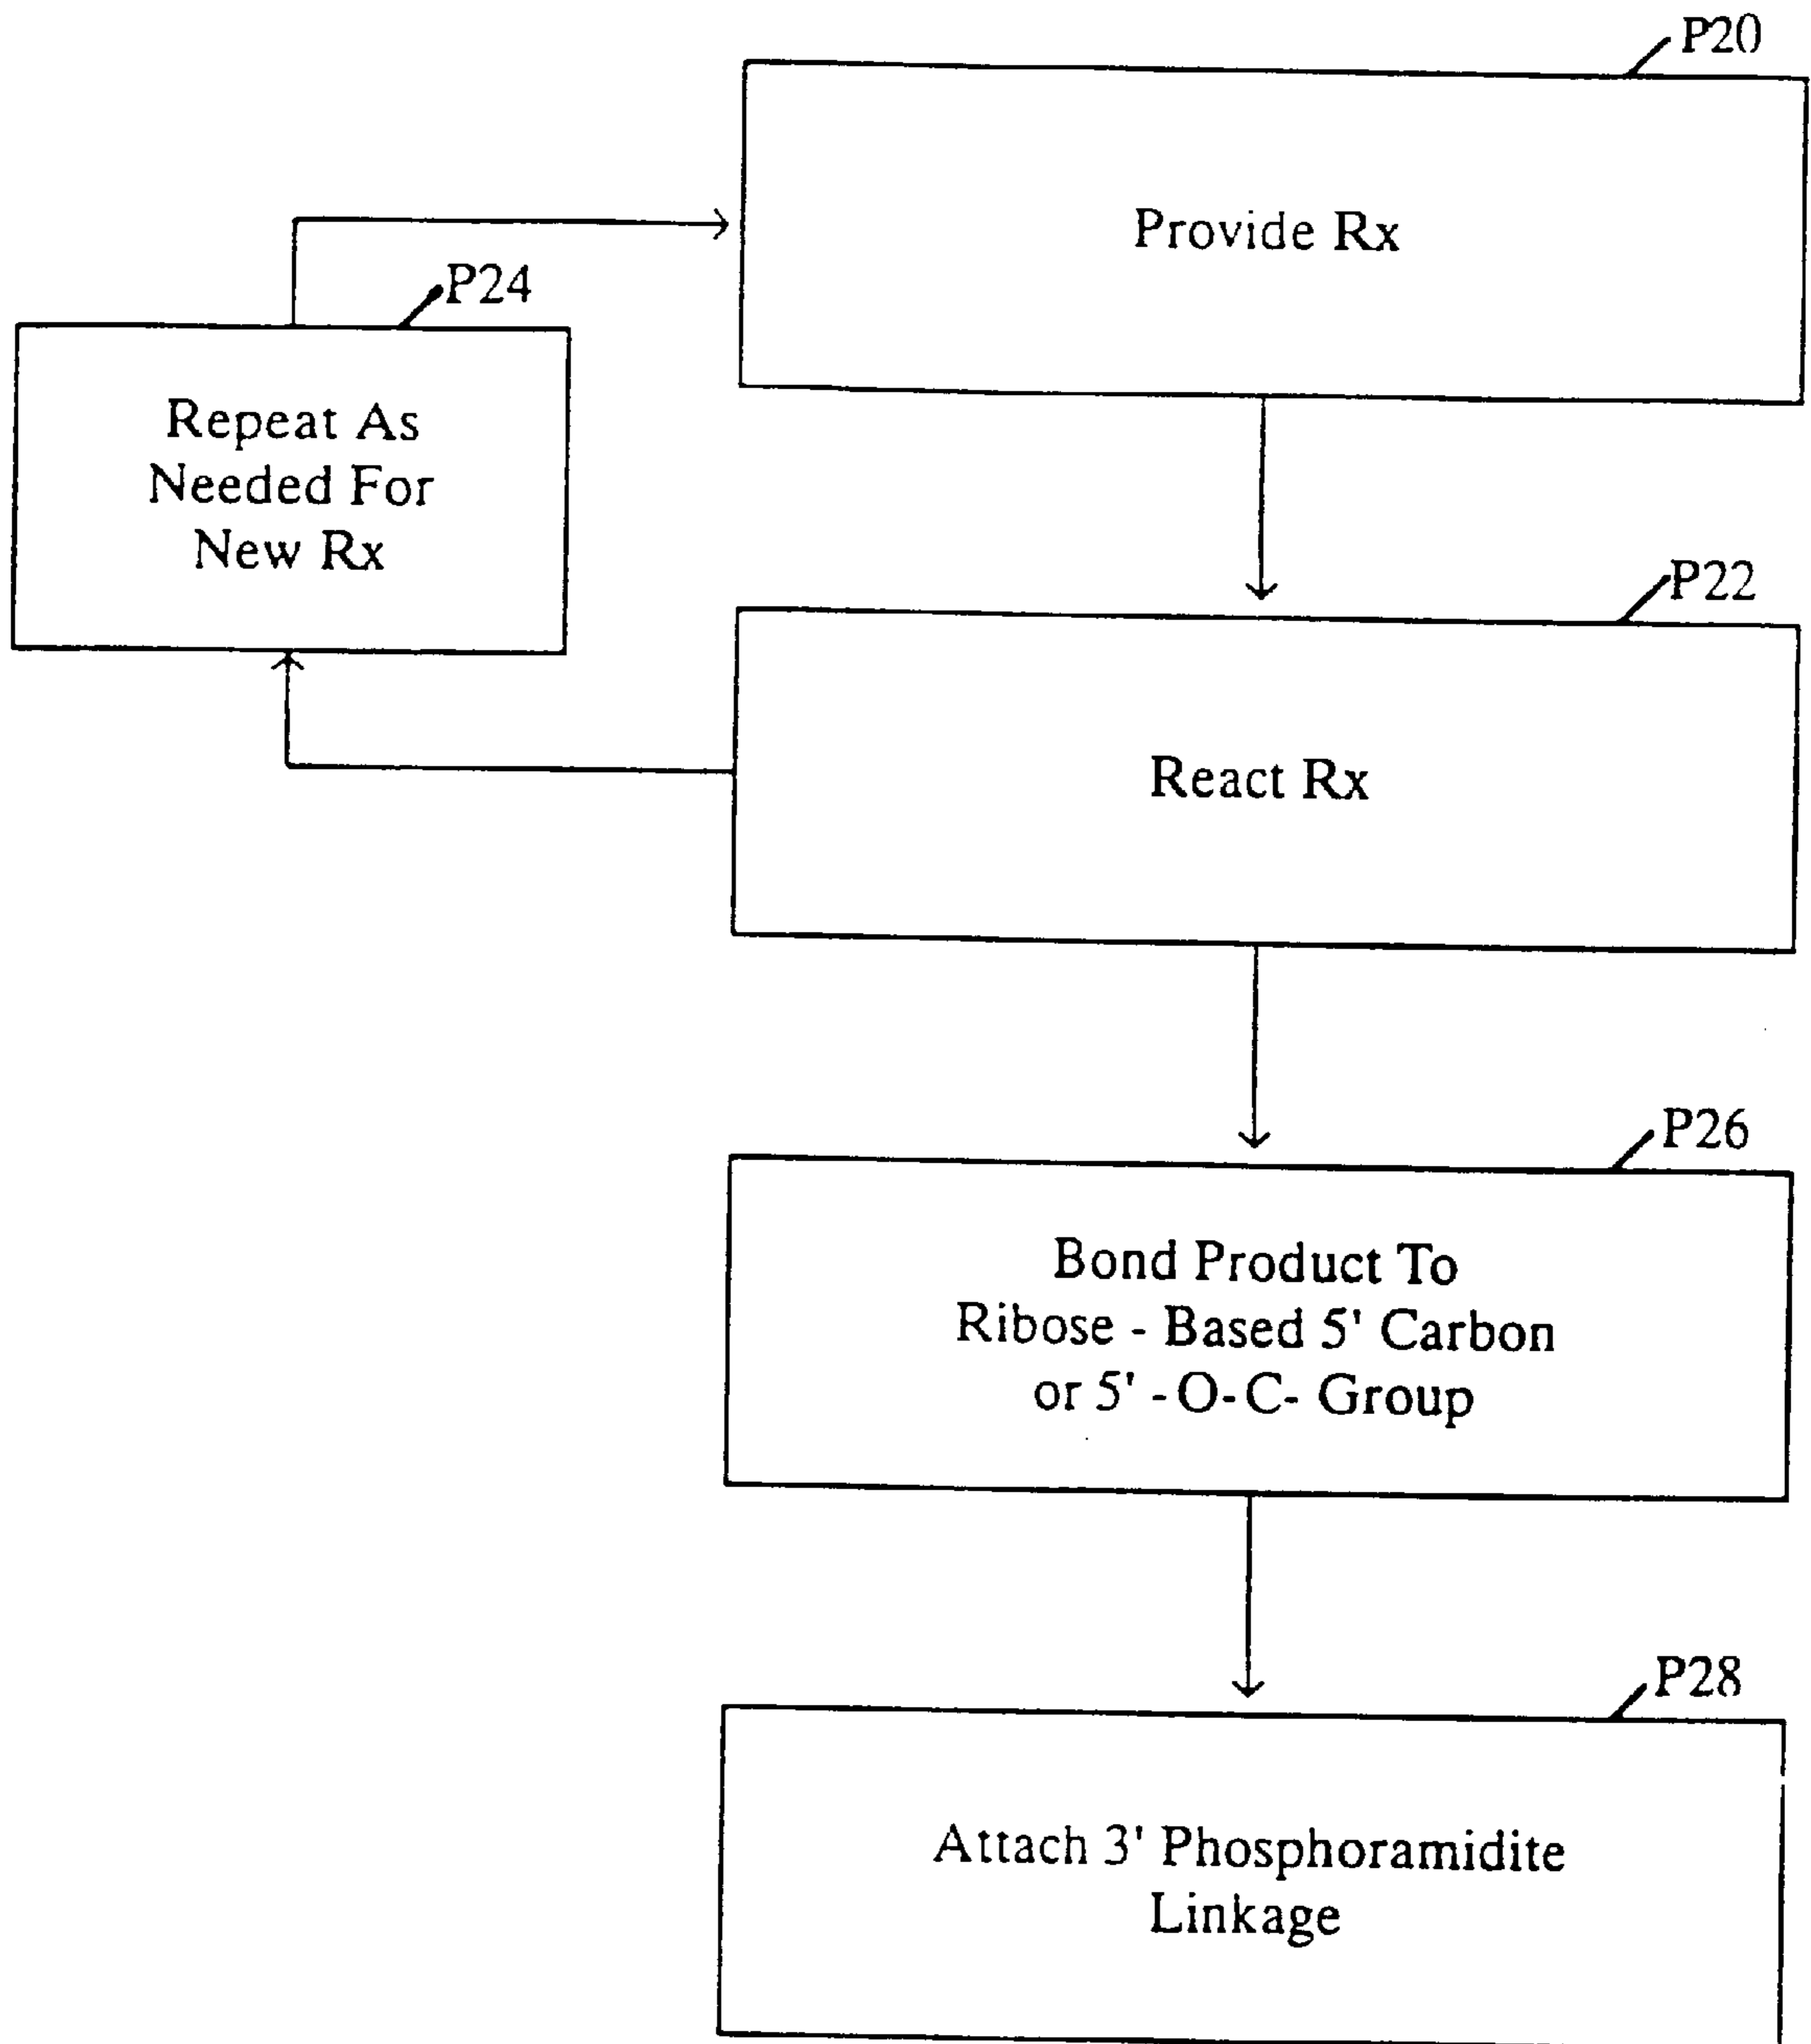 P20
Provide Rx
P24
Repeat As
Needed For
New Rx
P22
React Rx
P26
Bond Product To
Ribose - Based 5' Carbon
or 5' -O-C- Group
P28
Attach 3' Phosphoramidite
Linkage